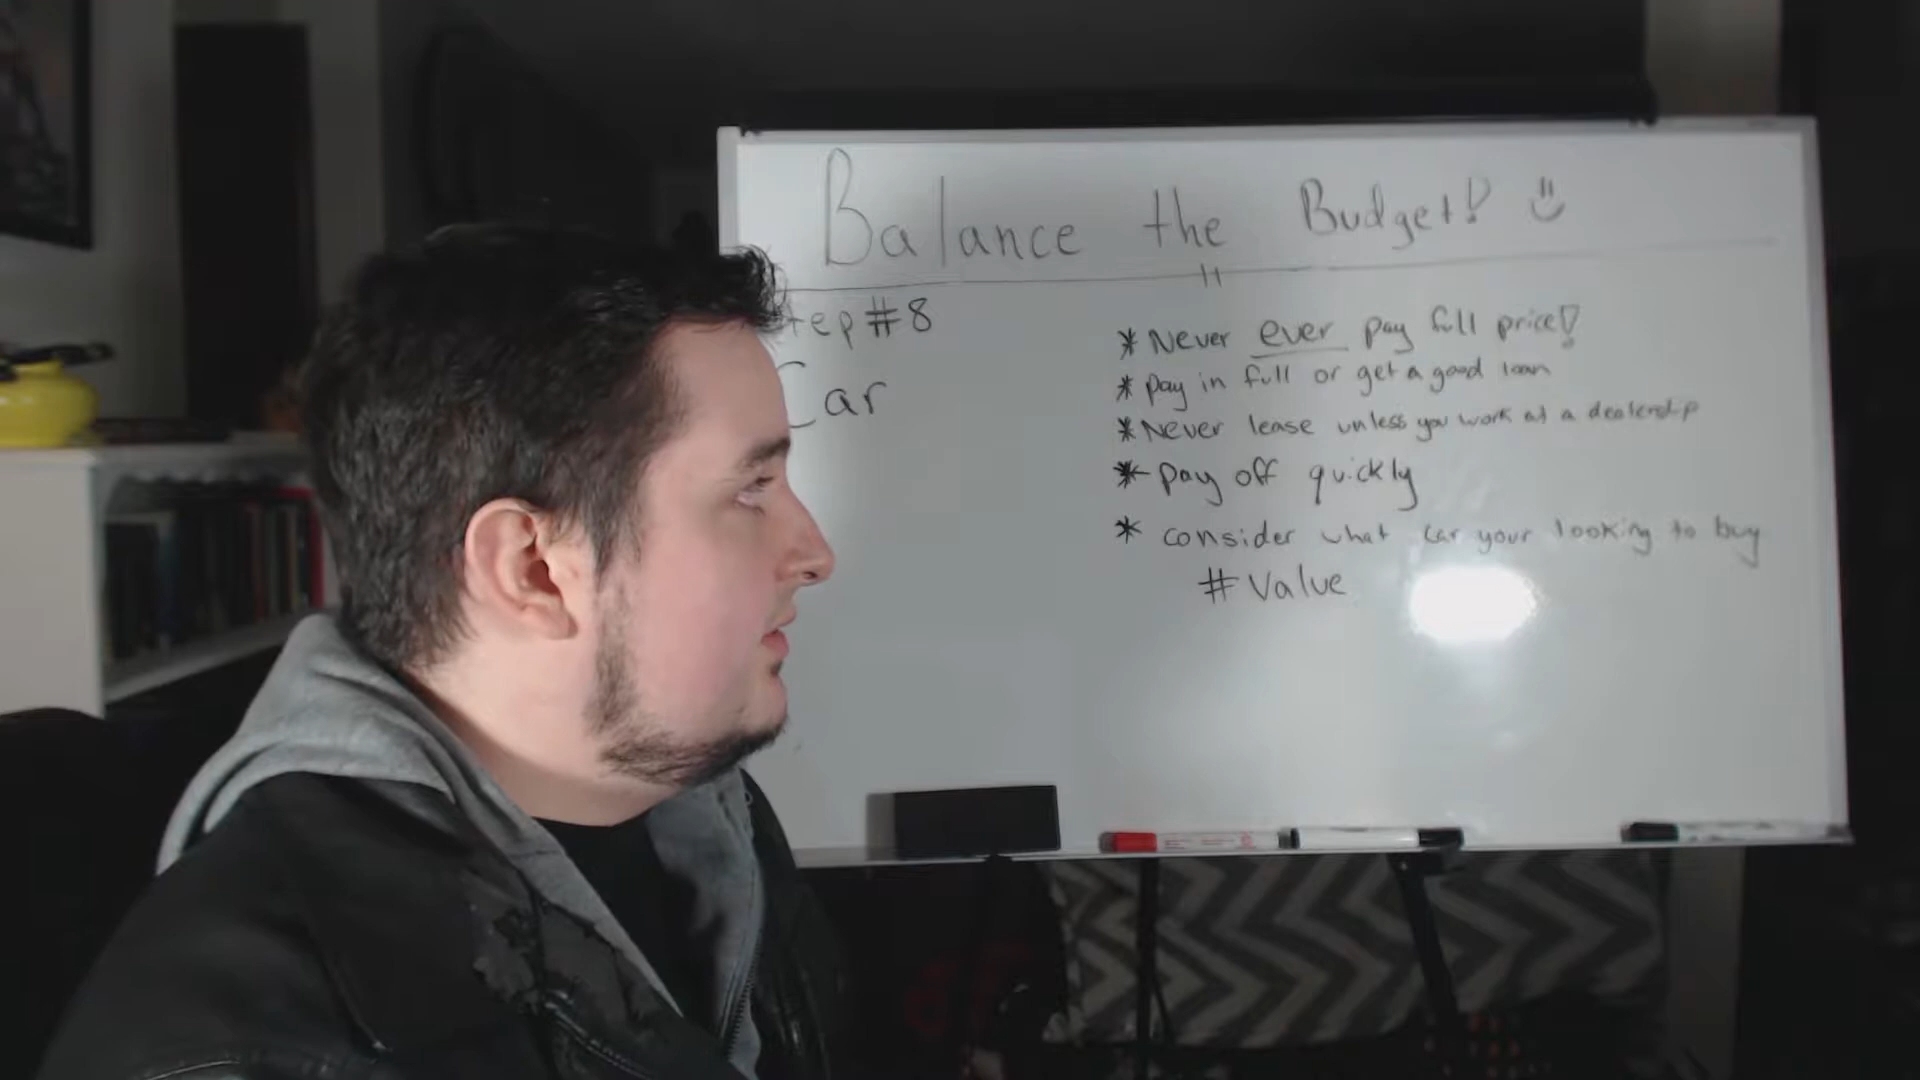 Balance the Budget! 
tep #8
Car
* Never ever pay full price!
* pay in full or get a good loan
* Never lease unless you work at a dealership
* pay off quickly
* consider what car your looking to buy
# Value